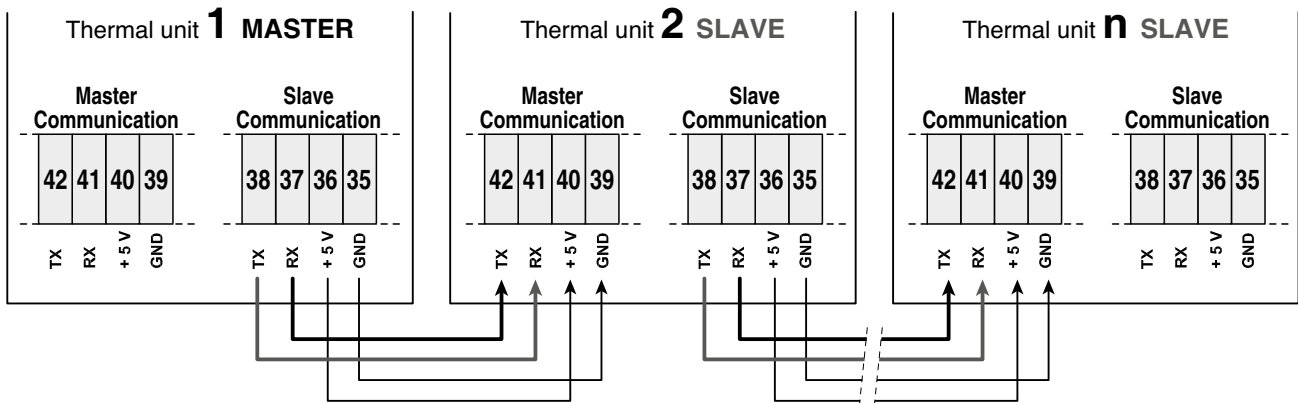 Thermal unit 1 MASTER
Master Communication
Slave Communication
42 41 40 39
38 37 36 35
TX RX + 5 V GND
TX RX + 5 V GND
Thermal unit 2 SLAVE
Master Communication
Slave Communication
42 41 40 39
38 37 36 35
TX RX + 5 V GND
TX RX + 5 V GND
Thermal unit n SLAVE
Master Communication
Slave Communication
42 41 40 39
38 37 36 35
TX RX + 5 V GND
TX RX + 5 V GND